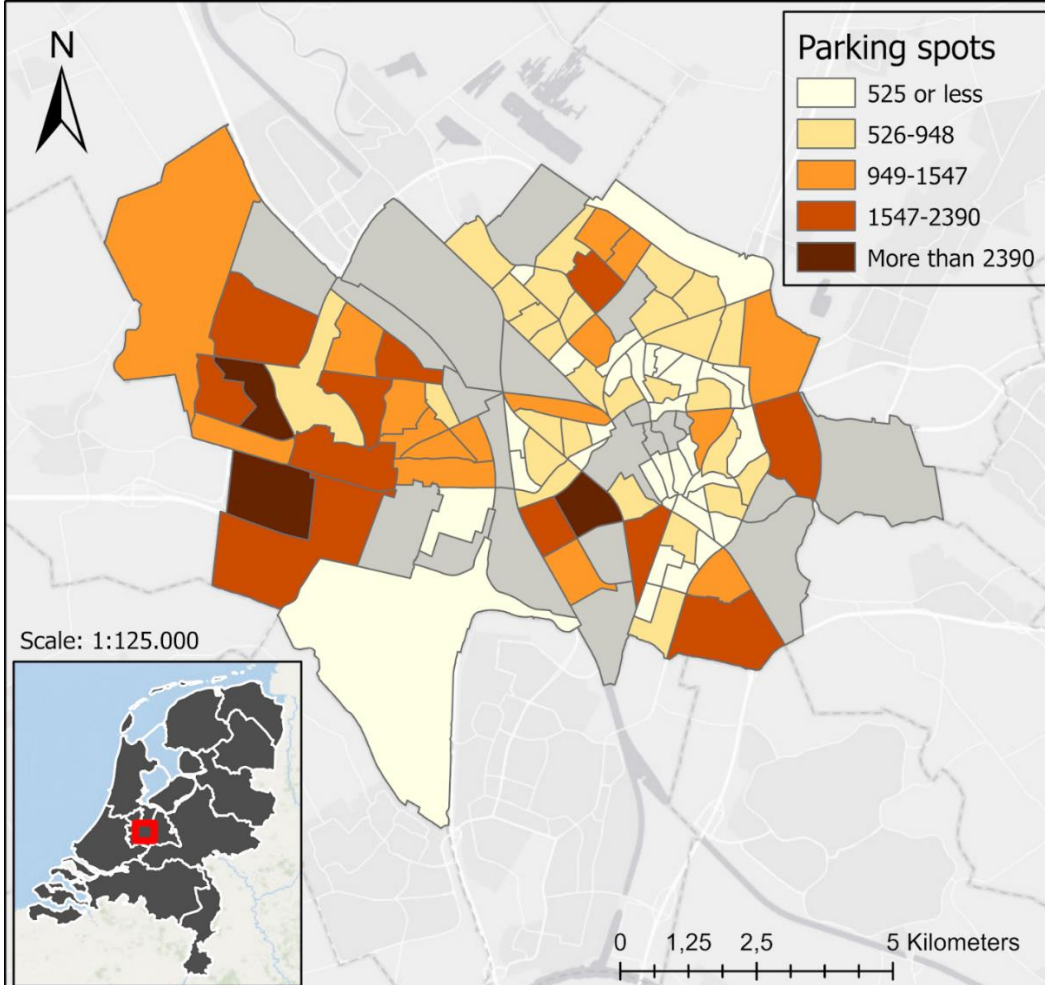 N
Parking spots
525 or less
526-948
949-1547
1547-2390
More than 2390
Scale: 1:125.000
0 1,25 2,5 5 Kilometers